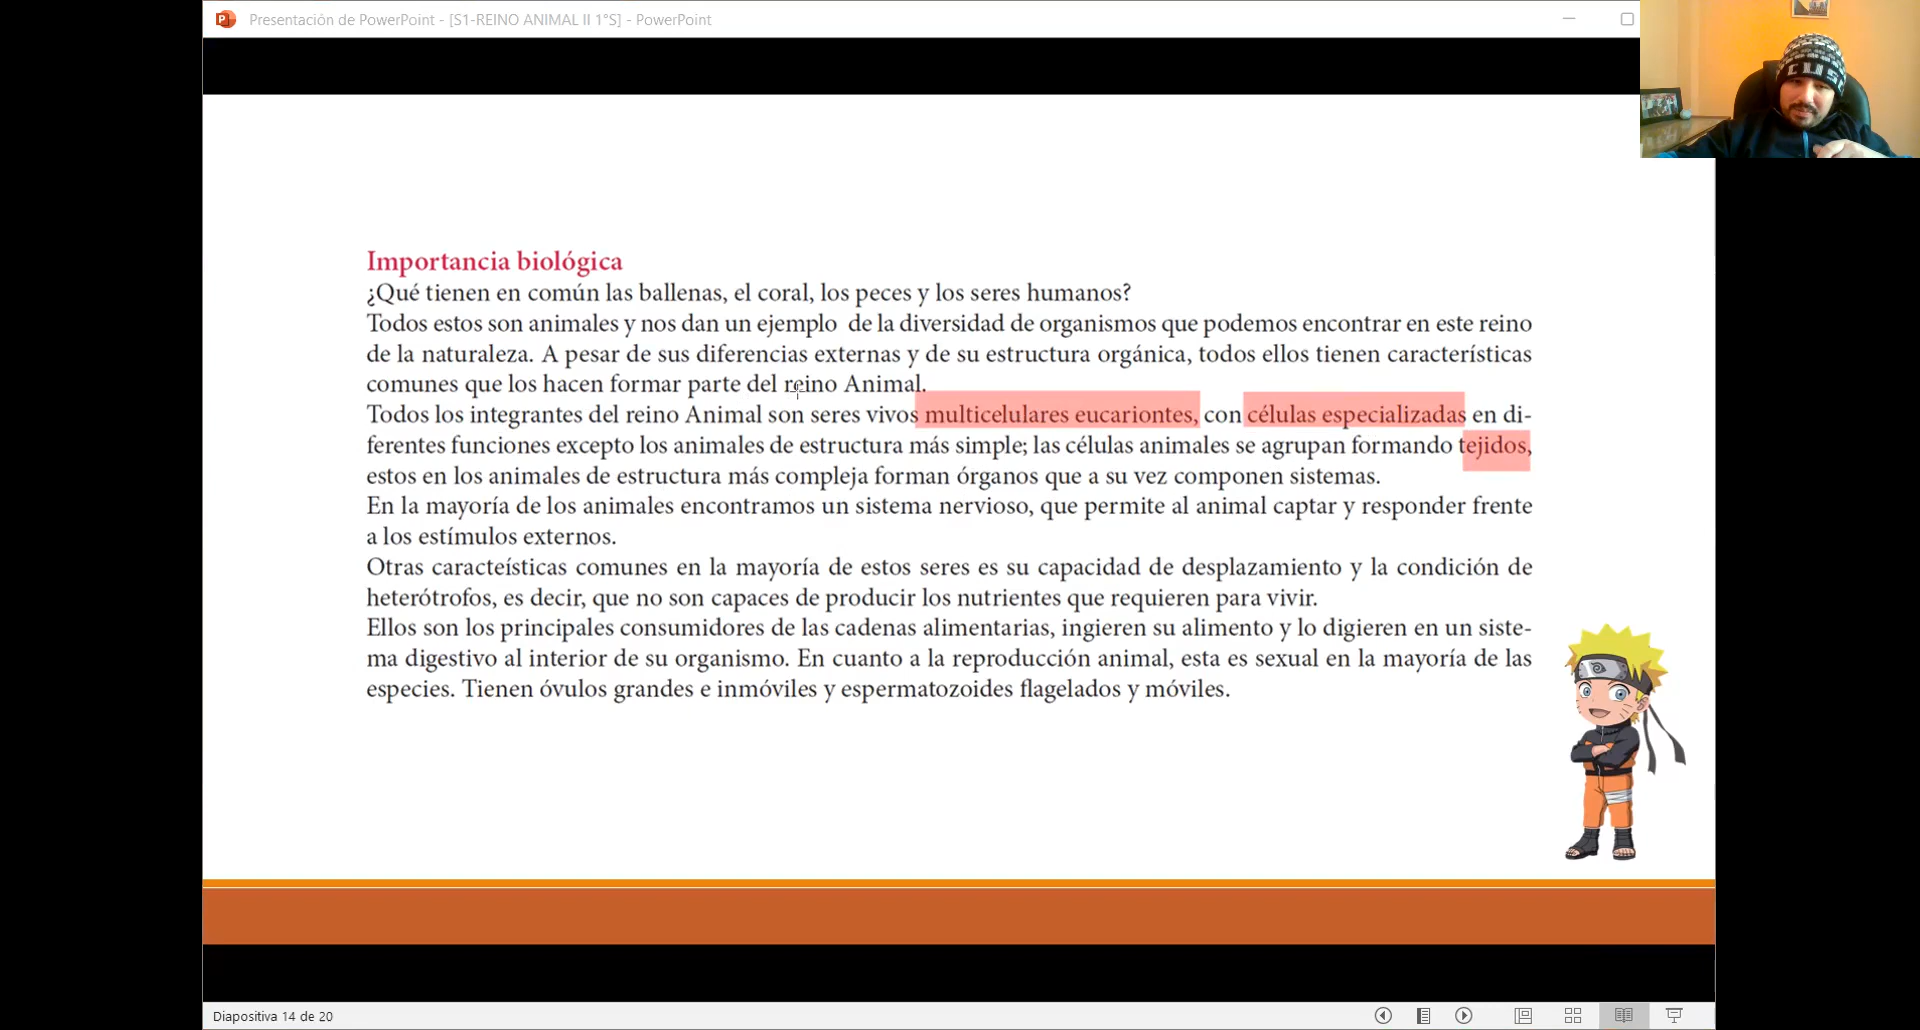 Presentación de PowerPoint - [S1-REINO ANIMAL II 1°S] - PowerPoint
CUS
Importancia biológica
¿Qué tienen en común las ballenas, el coral, los peces y los seres humanos?
Todos estos son animales y nos dan un ejemplo de la diversidad de organismos que podemos encontrar en este reino
de la naturaleza. A pesar de sus diferencias externas y de su estructura orgánica, todos ellos tienen características
comunes que los hacen formar parte del reino Animal.
Todos los integrantes del reino Animal son seres vivos multicelulares eucariontes, con células especializadas en di-
ferentes funciones excepto los animales de estructura más simple; las células animales se agrupan formando tejidos,
estos en los animales de estructura más compleja forman órganos que a su vez componen sistemas.
En la mayoría de los animales encontramos un sistema nervioso, que permite al animal captar y responder frente
a los estímulos externos.
Otras caracteísticas comunes en la mayoría de estos seres es su capacidad de desplazamiento y la condición de
heterótrofos, es decir, que no son capaces de producir los nutrientes que requieren para vivir.
Ellos son los principales consumidores de las cadenas alimentarias, ingieren su alimento y lo digieren en un siste-
ma digestivo al interior de su organismo. En cuanto a la reproducción animal, esta es sexual en la mayoría de las
especies. Tienen óvulos grandes e inmóviles y espermatozoides flagelados y móviles.
Diapositiva 14 de 20